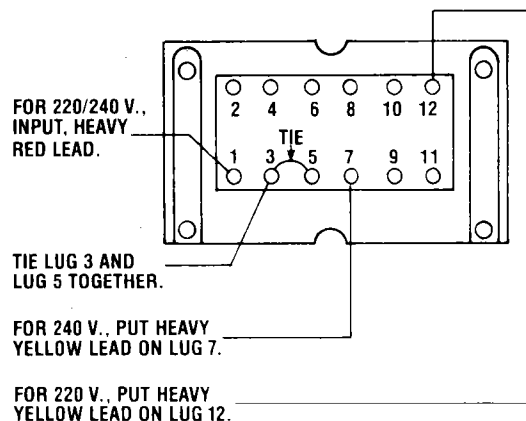 2 4 6 8 10 12
FOR 220/240 V.,
INPUT, HEAVY
RED LEAD.
TIE
1 3 5 7 9 11
TIE LUG 3 AND
LUG 5 TOGETHER.
FOR 240 V., PUT HEAVY
YELLOW LEAD ON LUG 7.
FOR 220 V., PUT HEAVY
YELLOW LEAD ON LUG 12.